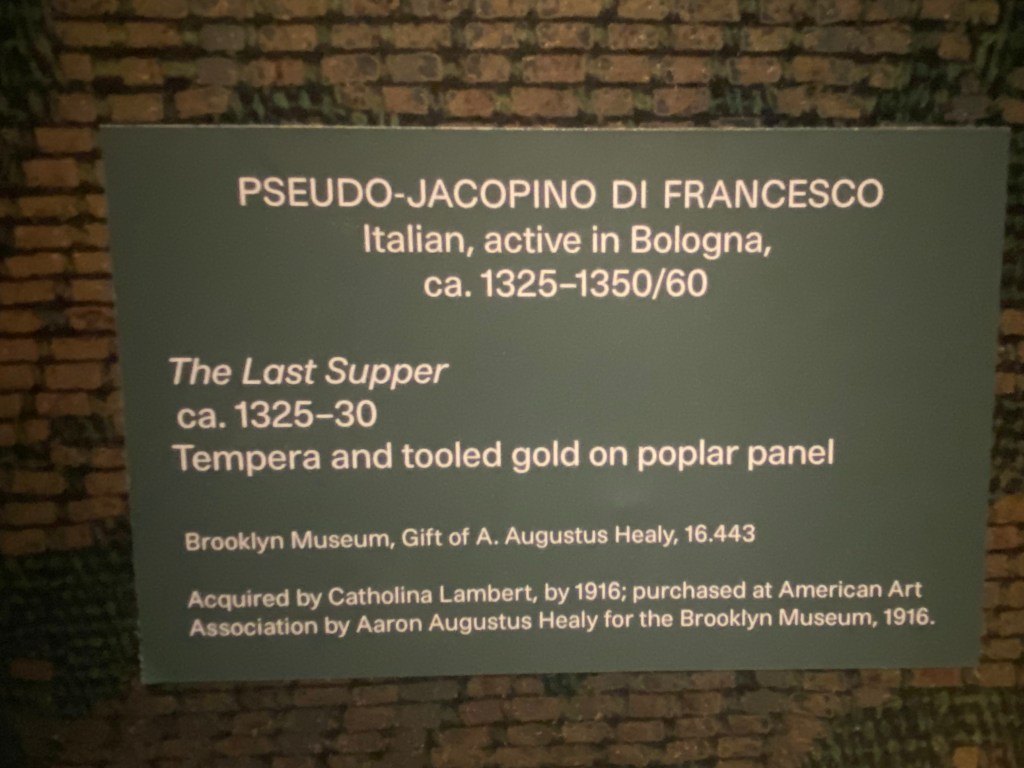 PSEUDO-JACOPINO DI FRANCESCO
Italian, active in Bologna,
ca. 1325–1350/60
The Last Supper
ca. 1325–30
Tempera and tooled gold on poplar panel
Brooklyn Museum, Gift of A. Augustus Healy, 16.443
Acquired by Catholina Lambert, by 1916; purchased at American Art
Association by Aaron Augustus Healy for the Brooklyn Museum, 1916.